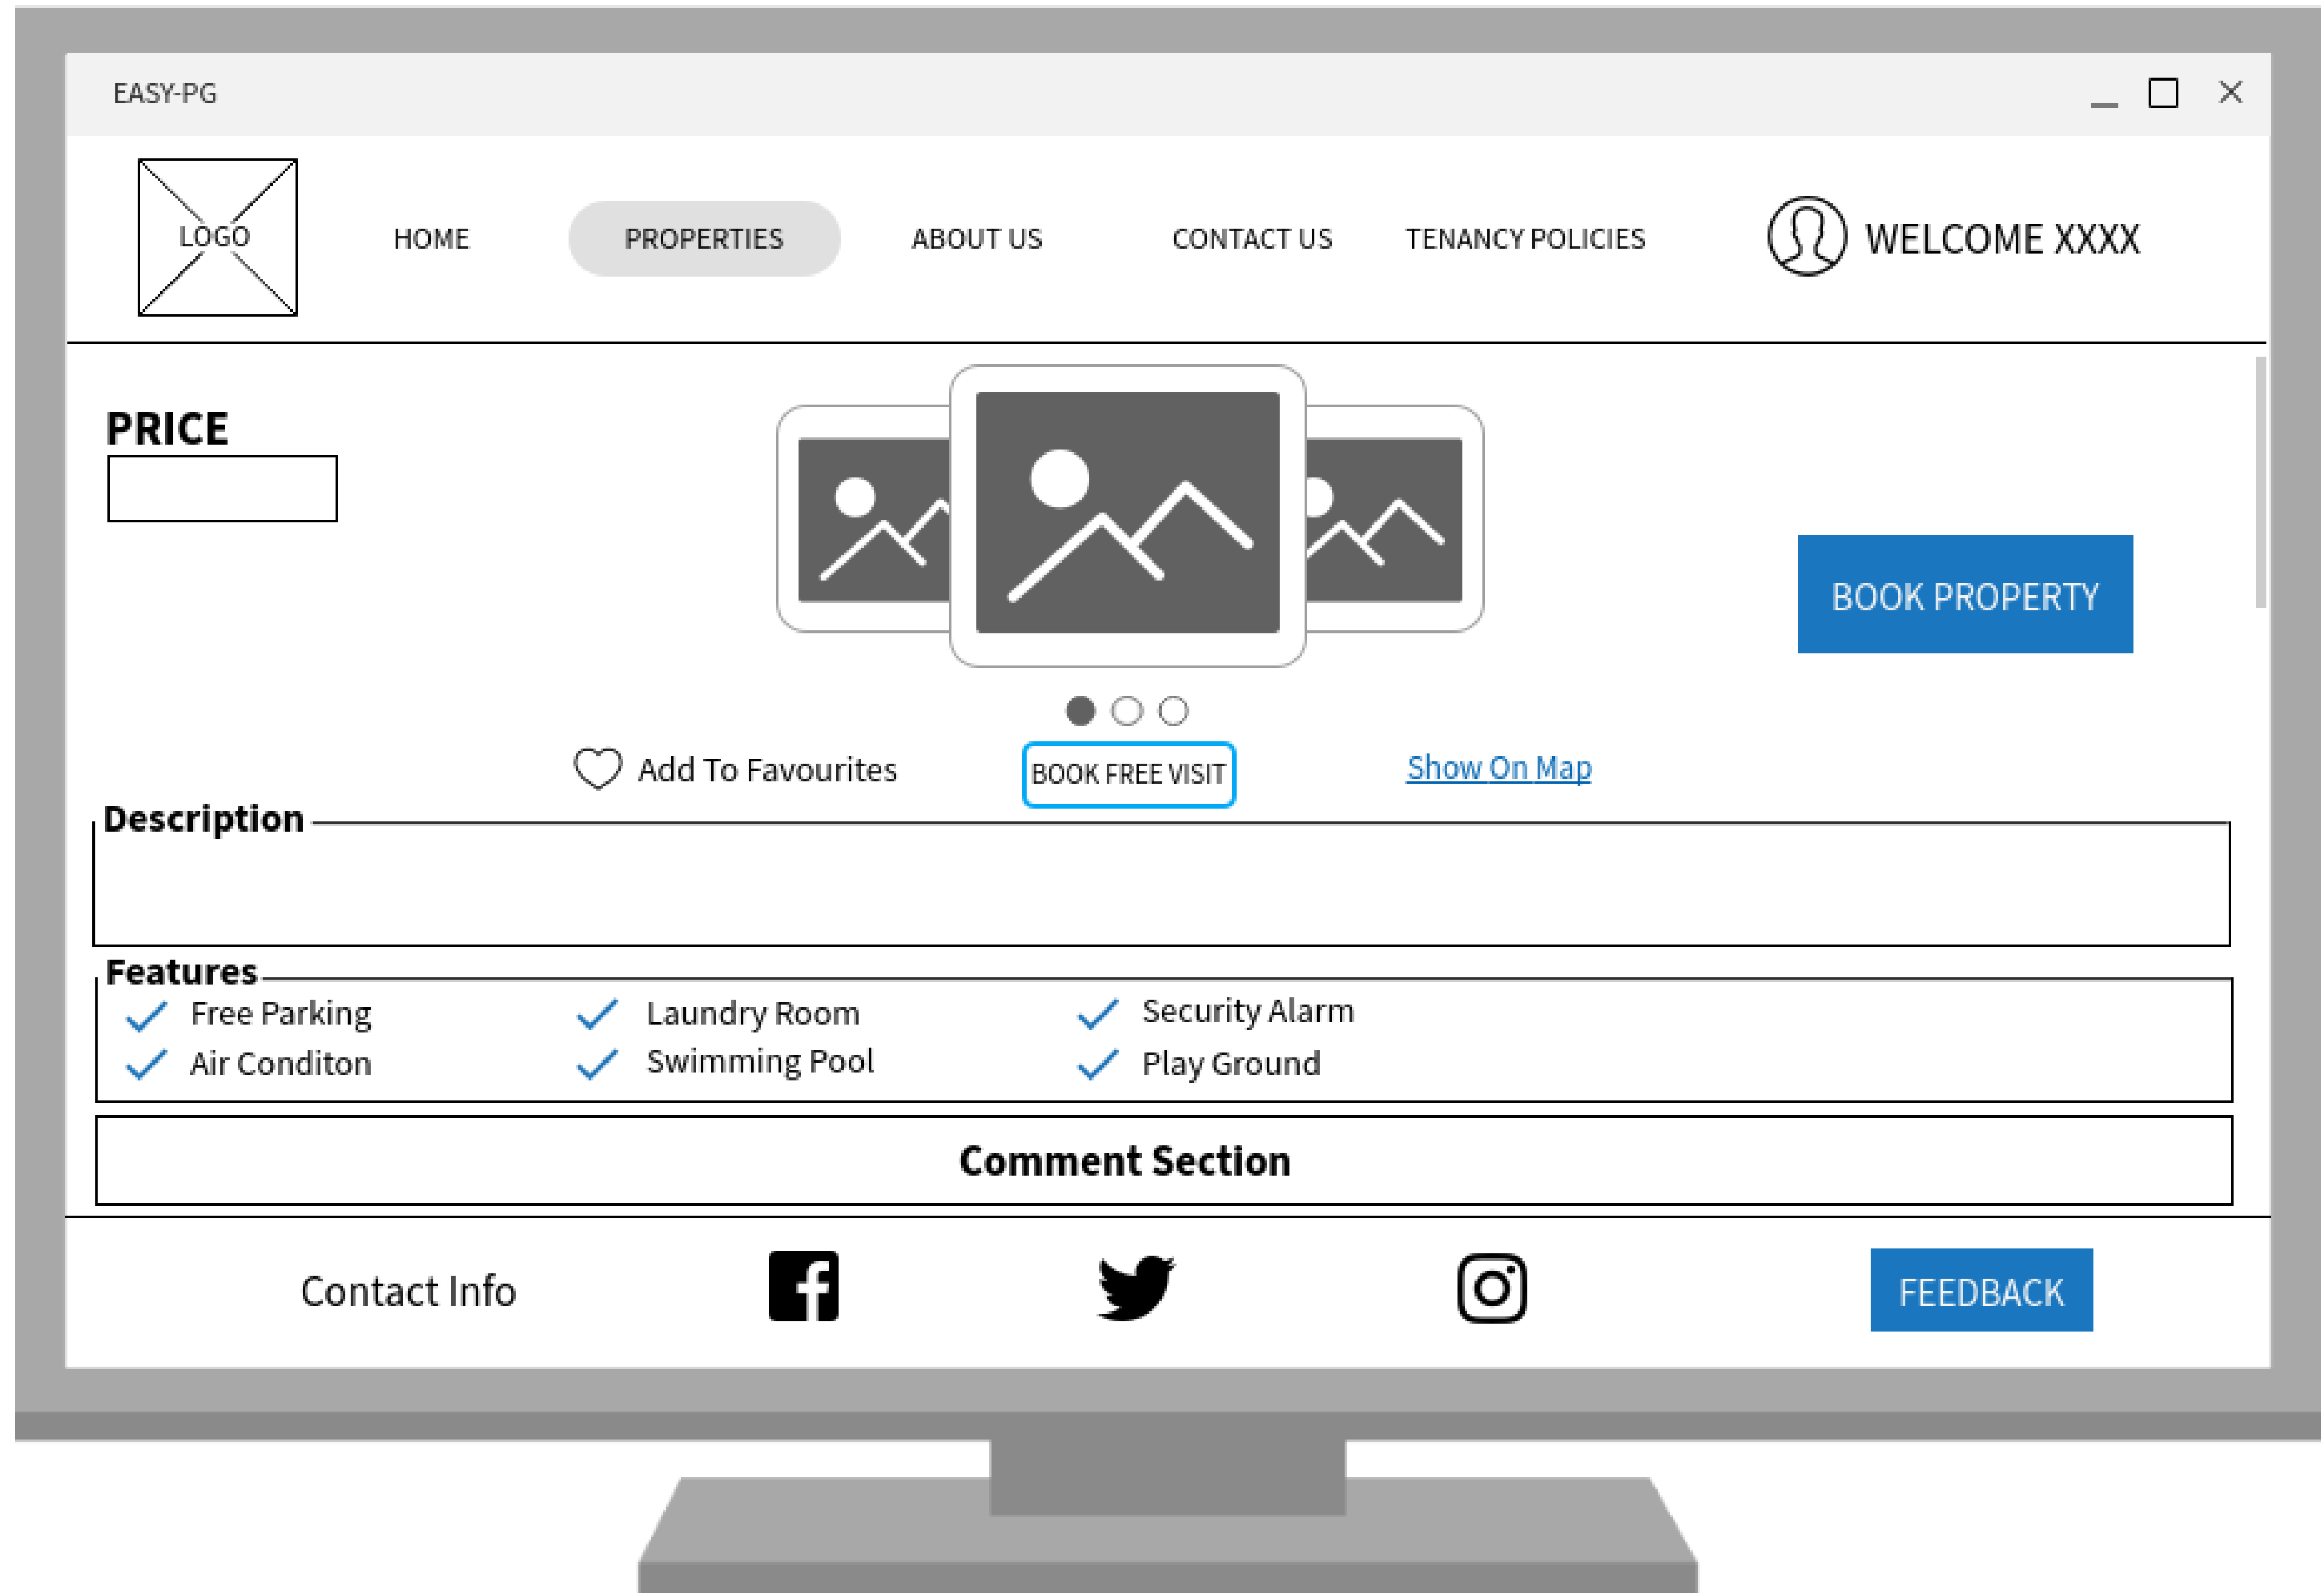 EASY-PG
LOGO
HOME
PROPERTIES
ABOUT US
CONTACT US
TENANCY POLICIES
WELCOME XXXX
PRICE
BOOK PROPERTY
Add To Favourites
BOOK FREE VISIT
Show On Map
Description
Features
Free Parking
Laundry Room
Security Alarm
Air Conditon
Swimming Pool
Play Ground
Comment Section
Contact Info
FEEDBACK